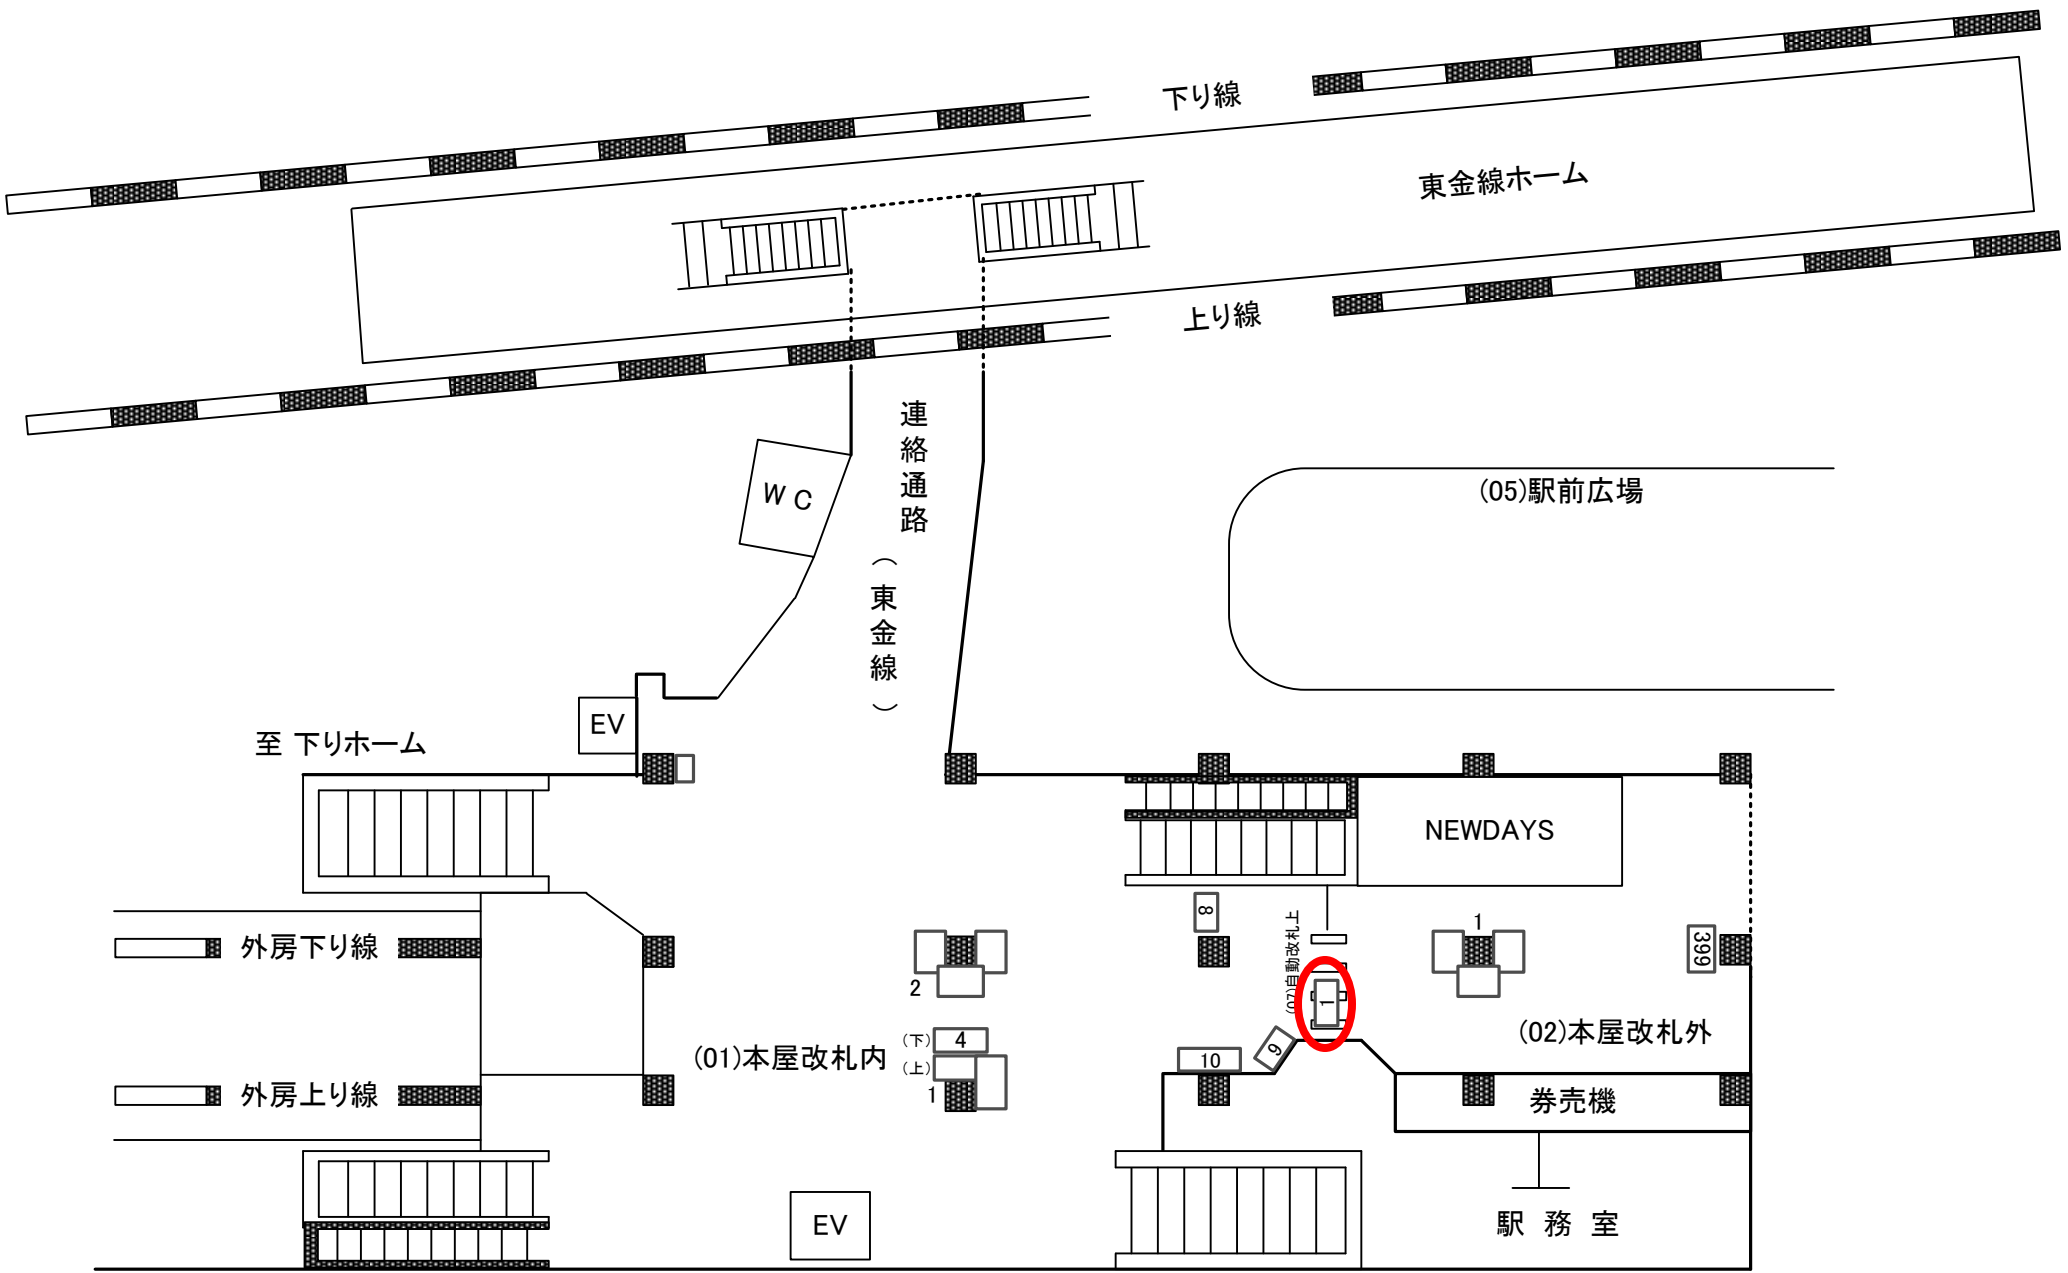 下り線
東金線ホーム
上り線
連絡通路
（東金線）
WC
(05)駅前広場
EV
至 下りホーム
NEWDAYS
8
(07)自動改札上
1
1
399
外房下り線
2
(02)本屋改札外
(01)本屋改札内
(下)
4
(上)
1
10
9
外房上り線
券売機
EV
駅務室